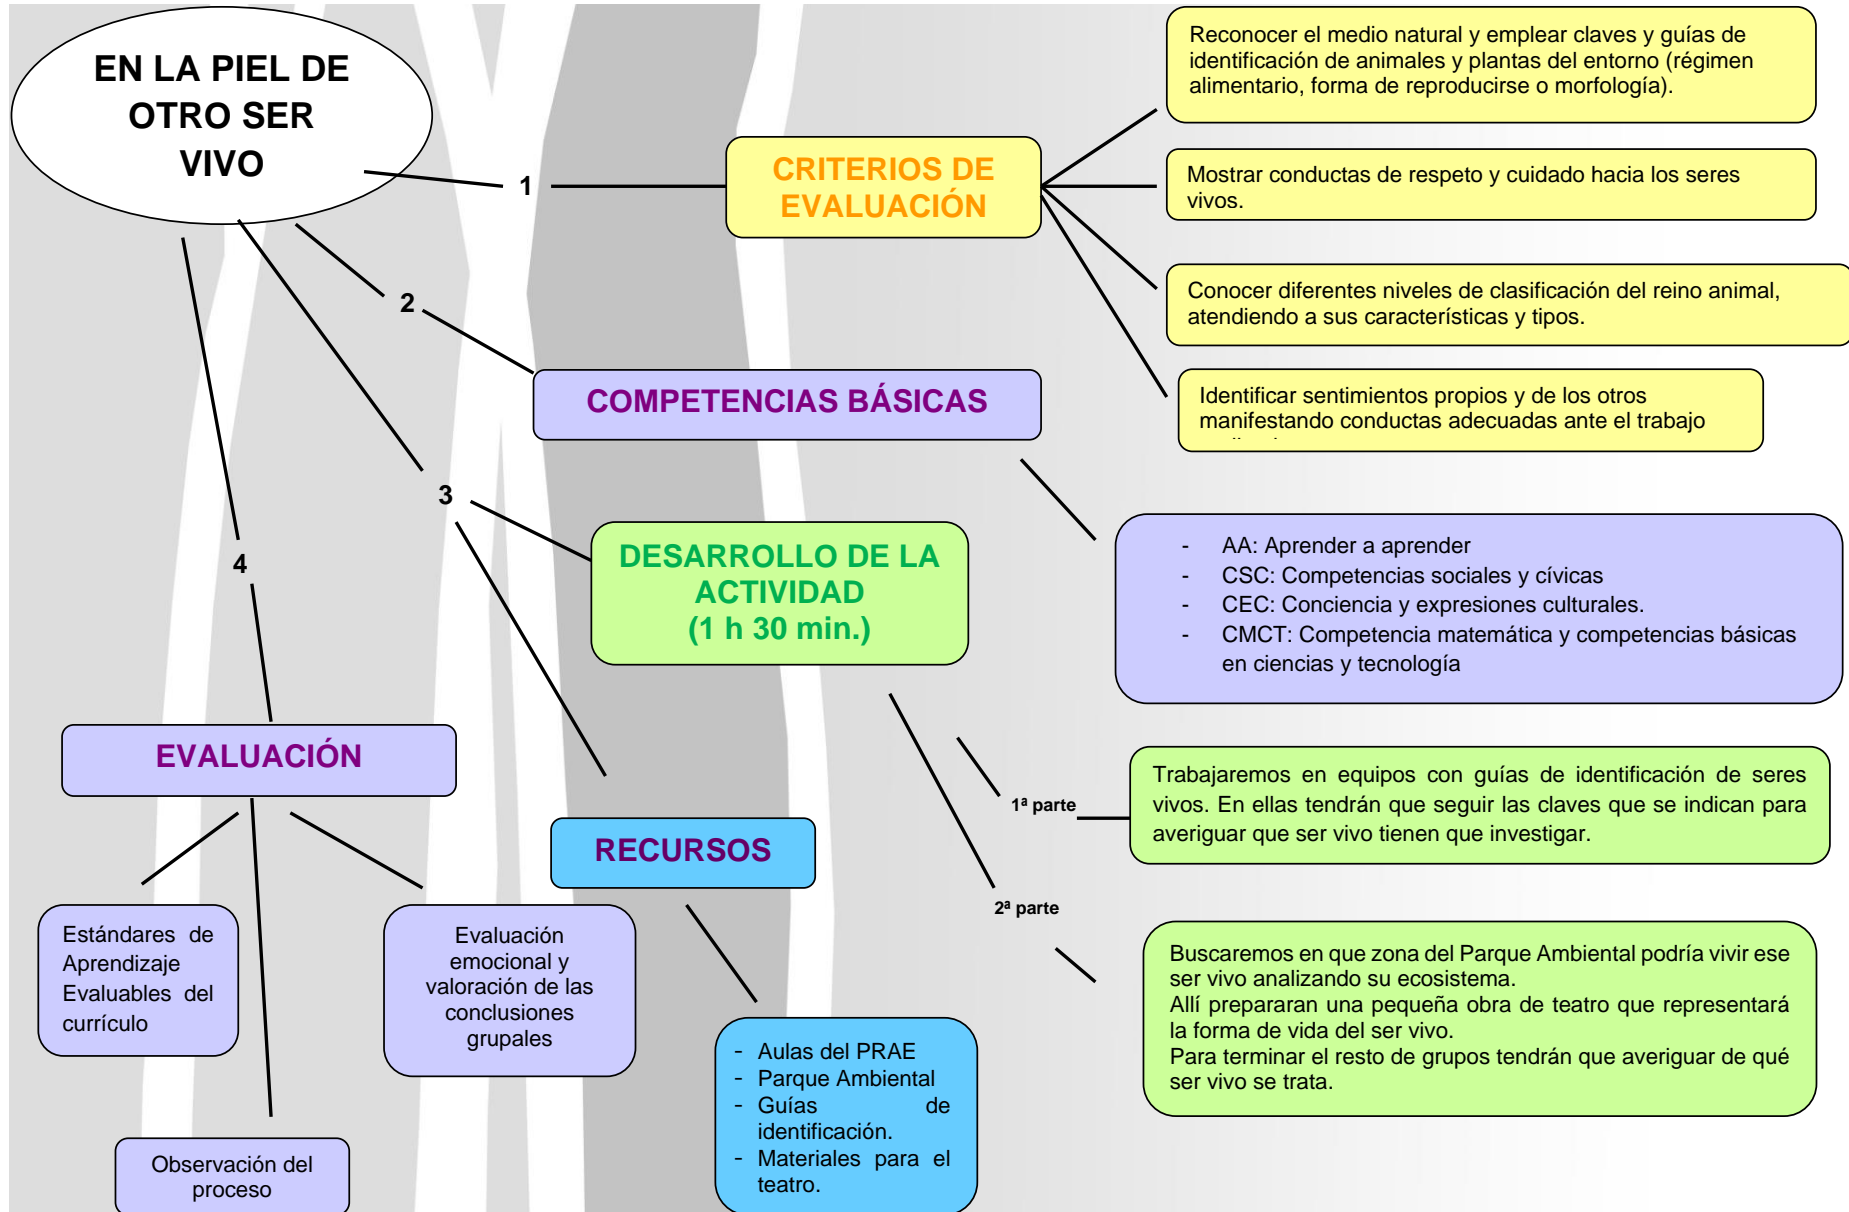 EN LA PIEL DE
OTRO SER
VIVO
1
CRITERIOS DE
EVALUACIÓN
Reconocer el medio natural y emplear claves y guías de
identificación de animales y plantas del entorno (régimen
alimentario, forma de reproducirse o morfología).
Mostrar conductas de respeto y cuidado hacia los seres
vivos.
Conocer diferentes niveles de clasificación del reino animal,
atendiendo a sus características y tipos.
Identificar sentimientos propios y de los otros
manifestando conductas adecuadas ante el trabajo
2
COMPETENCIAS BÁSICAS
- AA: Aprender a aprender
- CSC: Competencias sociales y cívicas
- CEC: Conciencia y expresiones culturales.
- CMCT: Competencia matemática y competencias básicas
en ciencias y tecnología
3
DESARROLLO DE LA
ACTIVIDAD
(1 h 30 min.)
1ª parte
Trabajaremos en equipos con guías de identificación de seres
vivos. En ellas tendrán que seguir las claves que se indican para
averiguar que ser vivo tienen que investigar.
2ª parte
Buscaremos en que zona del Parque Ambiental podría vivir ese
ser vivo analizando su ecosistema.
Allí prepararan una pequeña obra de teatro que representará
la forma de vida del ser vivo.
Para terminar el resto de grupos tendrán que averiguar de qué
ser vivo se trata.
RECURSOS
- Aulas del PRAE
- Parque Ambiental
- Guías de
identificación.
- Materiales para el
teatro.
4
EVALUACIÓN
Estándares de
Aprendizaje
Evaluables del
currículo
Evaluación
emocional y
valoración de las
conclusiones
grupales
Observación del
proceso